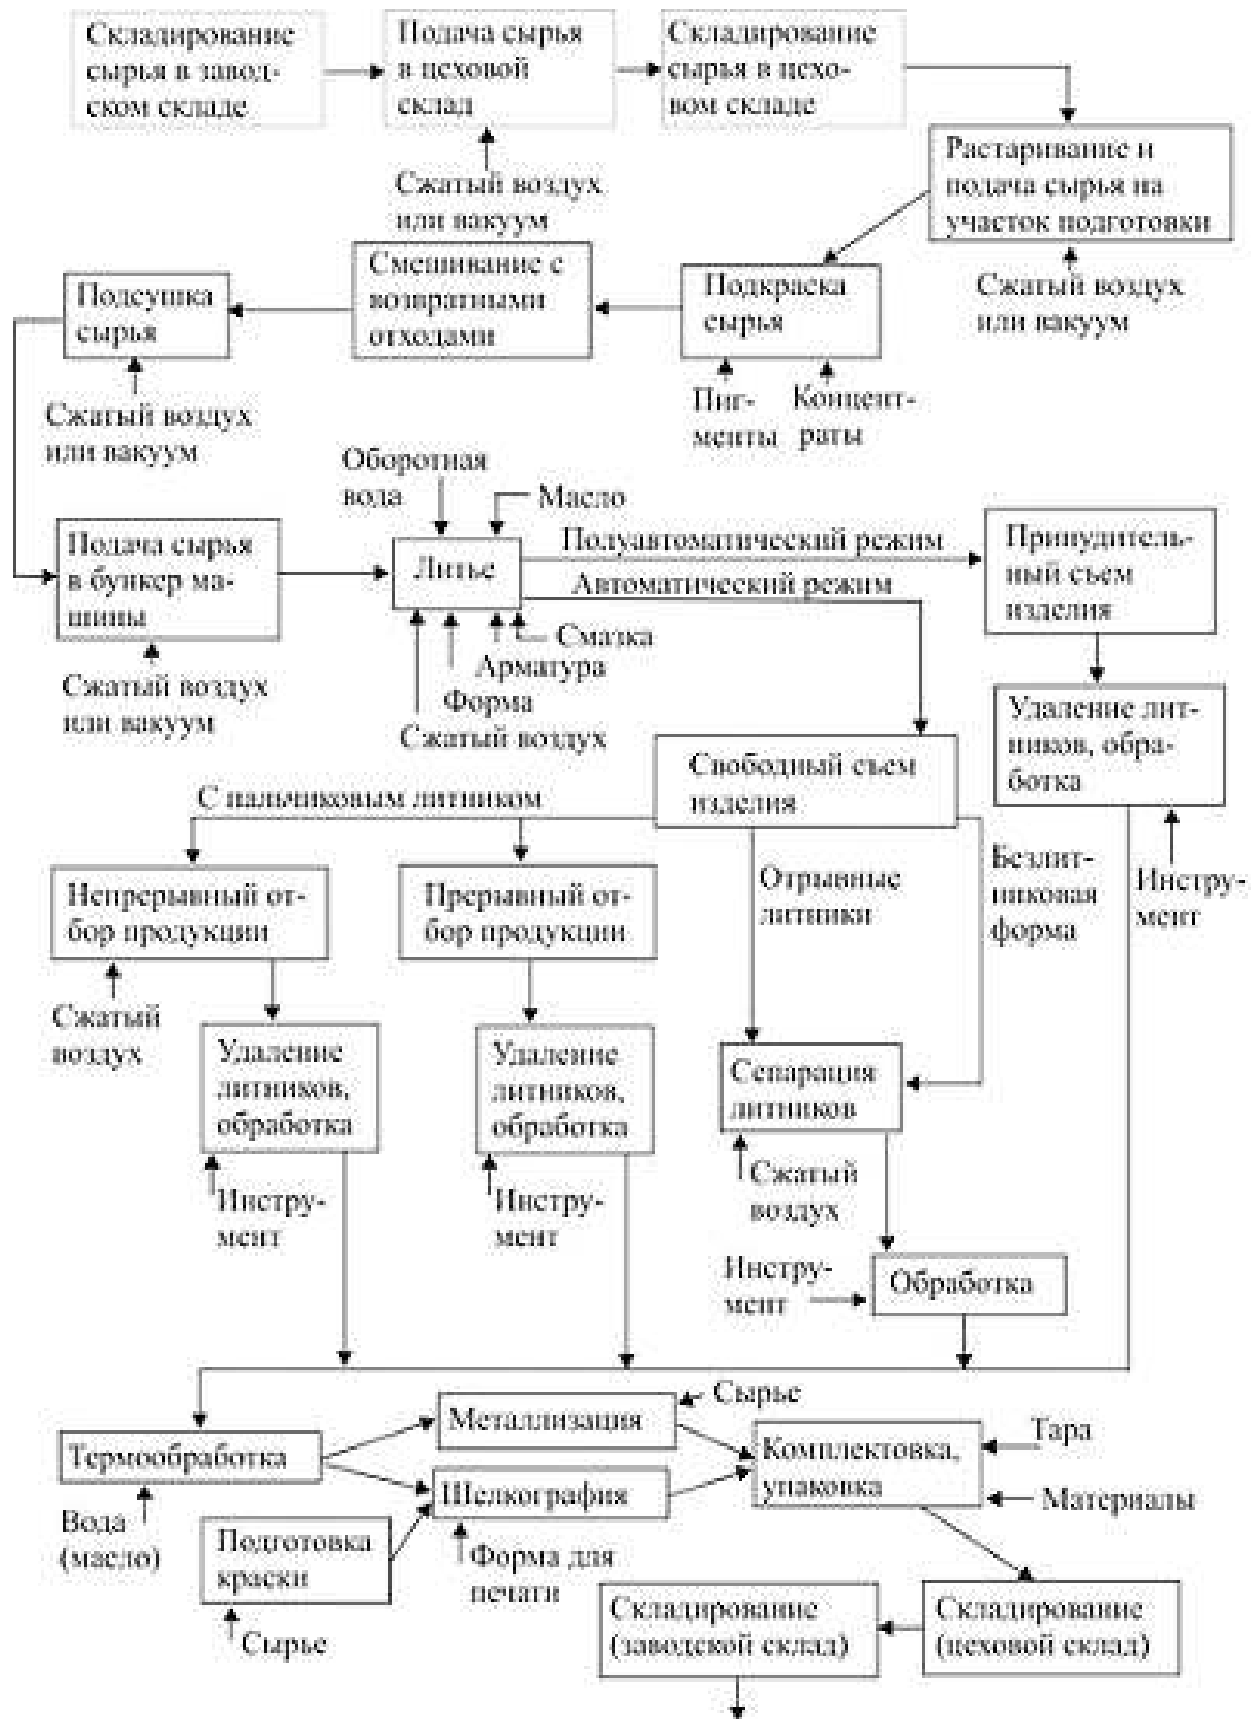 Складирование
сырья в завод-
ском складе
Подача сырья
в цеховой
склад
Складирование
сырья в цехо-
вом складе
Сжатый воздух
или вакуум
Растаривание и
подача сырья на
участок подготовки
Сжатый воздух
или вакуум
Подкраска
сырья
Пиг-
менты
Концент-
раты
Смешивание с
возвратными
отходами
Подсушка
сырья
Сжатый воздух
или вакуум
Подача сырья
в бункер ма-
шины
Сжатый воздух
или вакуум
Оборотная
вода
Масло
Литье
Полуавтоматический режим
Автоматический режим
Смазка
Арматура
Форма
Сжатый воздух
Принудитель-
ный съем
изделия
Удаление лит-
ников, обра-
ботка
Инстру-
мент
Свободный съем
изделия
С пальчиковым литником
Отрывные
литники
Безлит-
никовая
форма
Непрерывный от-
бор продукции
Сжатый
воздух
Прерывный от-
бор продукции
Удаление
литников,
обработка
Инстру-
мент
Удаление
литников,
обработка
Инстру-
мент
Сепарация
литников
Сжатый
воздух
Инстру-
мент
Обработка
Термообработка
Вода
(масло)
Металлизация
Сырье
Шелкография
Форма для
печати
Подготовка
краски
Сырье
Комплектовка,
упаковка
Тара
Материалы
Складирование
(заводской склад)
Складирование
(цеховой склад)